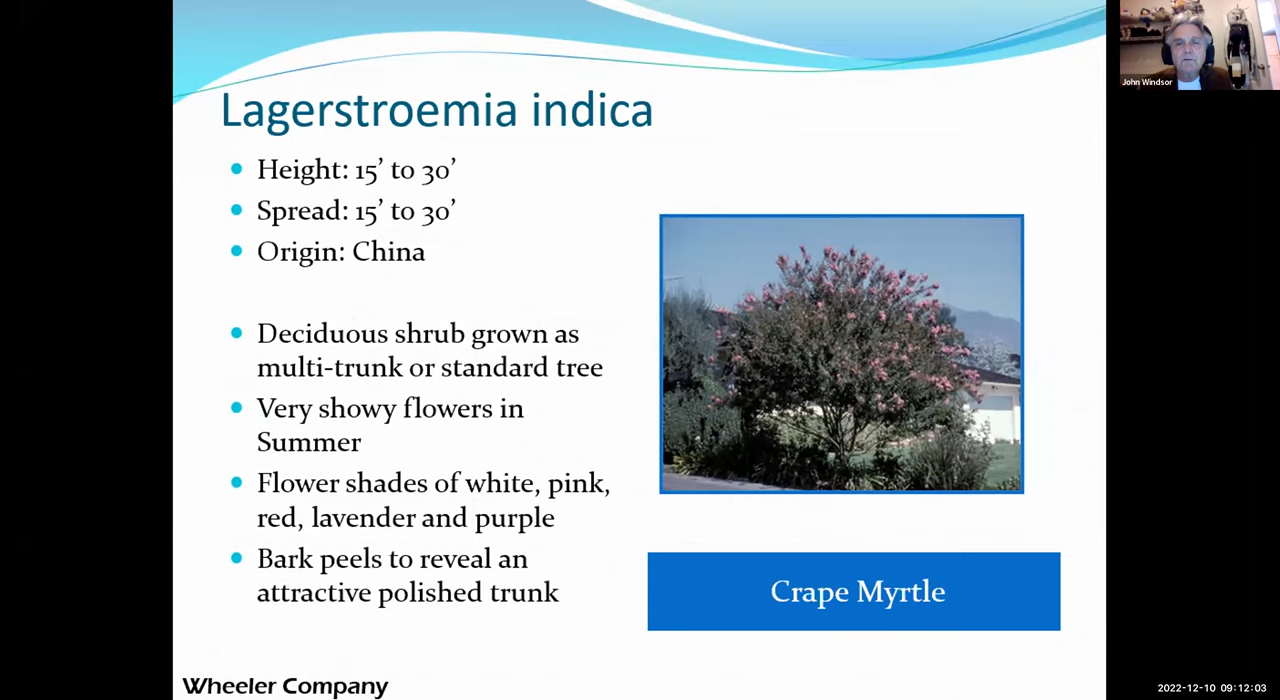 Lagerstroemia indica
Height: 15’ to 30’
Spread: 15’ to 30’
Origin: China
Deciduous shrub grown as
multi-trunk or standard tree
Very showy flowers in
Summer
Flower shades of white, pink,
red, lavender and purple
Bark peels to reveal an
attractive polished trunk
Crape Myrtle
Wheeler Company
John Windsor
2022-12-10 09:12:03